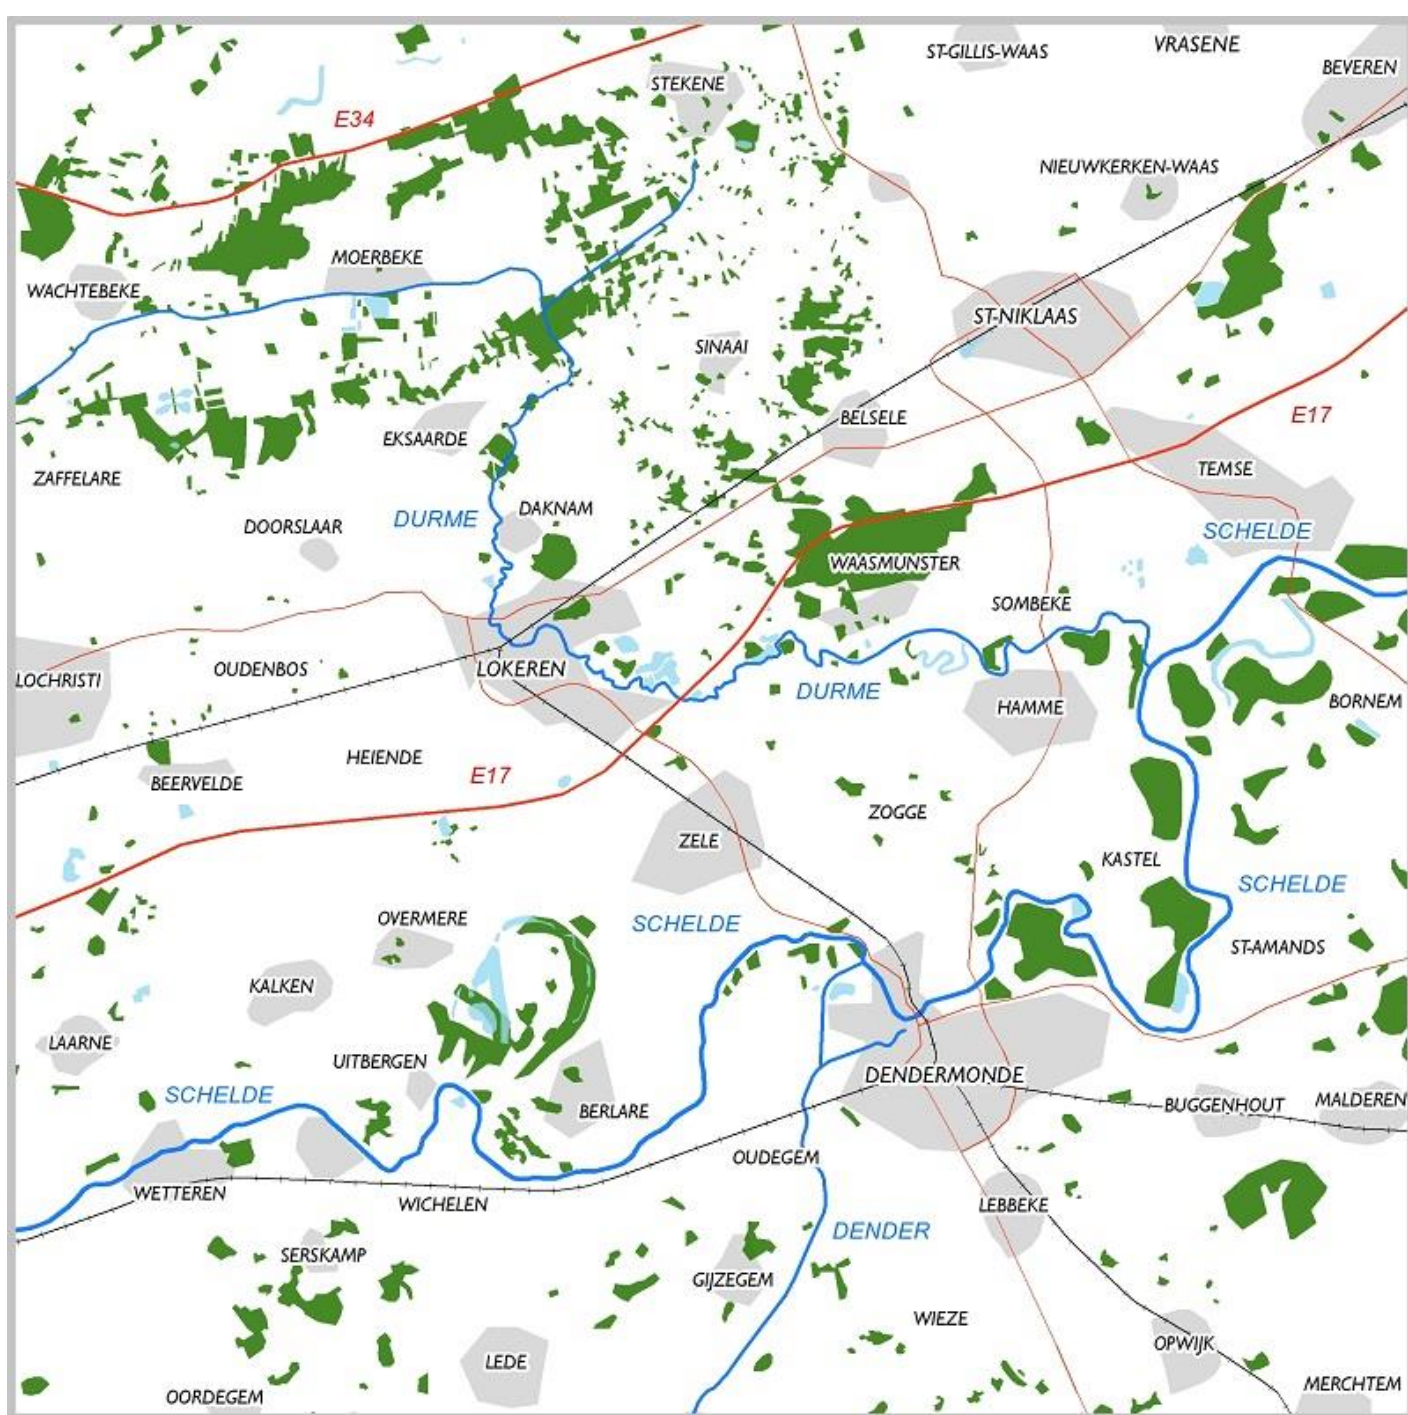 VRASENE
ST-GILLIS-WAAS
BEVEREN
STEKENE
E34
NIEUWKERKEN-WAAS
MOERBEKE
WACHTEBEKE
ST-NIKLAAS
SINAAI
E17
BELSELE
EKSAARDE
TEMSE
ZAFFELARE
DAKNAM
DURME
DOORSLAAR
SCHELDE
WAASMUNSTER
SOMBEKE
OUDENBOS
LOKEREN
LOCHRISTI
DURME
BORNEM
HAMME
HEIENDE
E17
BEERVELDE
ZOGGE
ZELE
KASTEL
SCHELDE
OVERMERE
SCHELDE
ST-AMANDS
KALKEN
LAARNE
UITBERGEN
DENDERMONDE
SCHELDE
MALDEREN
BUGGENHOUT
BERLARE
OUDEGEM
WETTEREN
WICHELEN
LEBBEKE
DENDER
SERSKAMP
GIJZEGEM
WIEZE
OPWIJK
LEDE
MERCHTEM
OORDEGEM